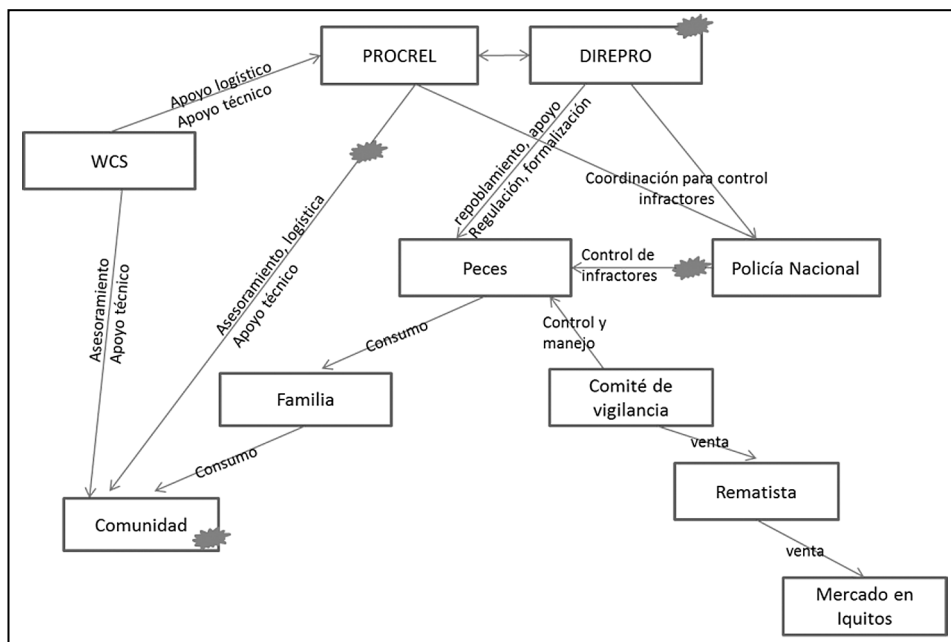 PROCREL
DIREPRO
Apoyo logístico
Apoyo técnico
WCS
repoblamiento, apoyo
Regulación, formalización
Coordinación para control
infractores
Asesoramiento
Apoyo técnico
Asesoramiento, logística
Apoyo técnico
Peces
Control de
infractores
Policía Nacional
Consumo
Control y
manejo
Familia
Comité de
vigilancia
Consumo
venta
Rematista
Comunidad
venta
Mercado en
Iquitos